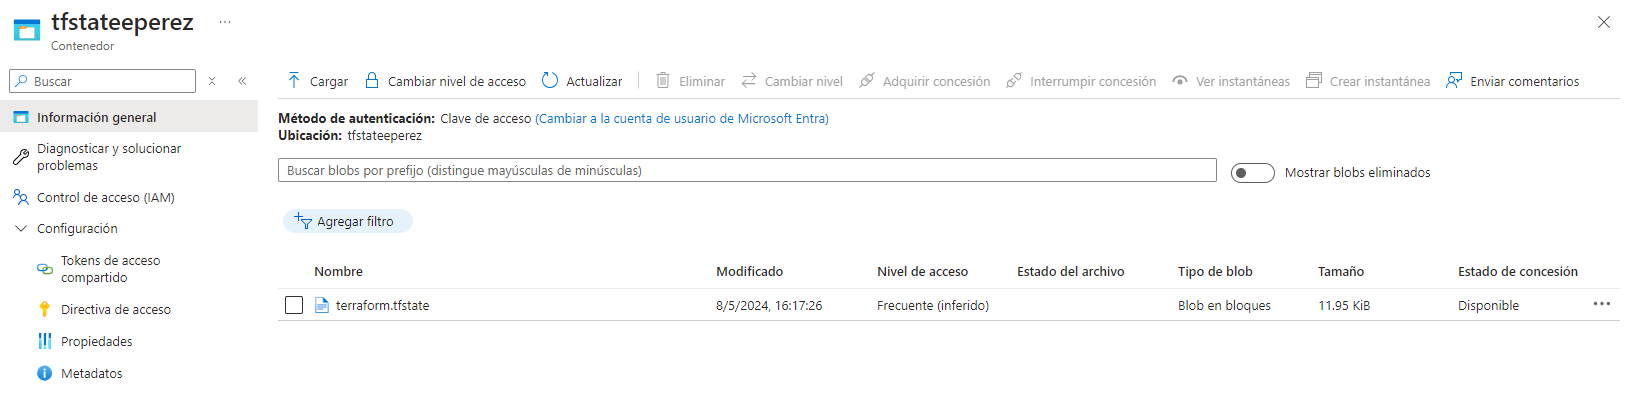 tfstateeperez ...
Contenedor
Buscar
Cargar Cambiar nivel de acceso Actualizar Eliminar Cambiar nivel Adquirir concesión Interrumpir concesión Ver instantáneas Crear instantánea Enviar comentarios
Información general
Diagnosticar y solucionar
problemas
Control de acceso (IAM)
Configuración
Tokens de acceso
compartido
Directiva de acceso
Propiedades
Metadatos
Método de autenticación: Clave de acceso (Cambiar a la cuenta de usuario de Microsoft Entra)
Ubicación: tfstateeperez
Buscar blobs por prefijo (distingue mayúsculas de minúsculas)
Mostrar blobs eliminados
Agregar filtro
Nombre Modificado Nivel de acceso Estado del archivo Tipo de blob Tamaño Estado de concesión
terraform.tfstate 8/5/2024, 16:17:26 Frecuente (inferido) Blob en bloques 11.95 KiB Disponible ...